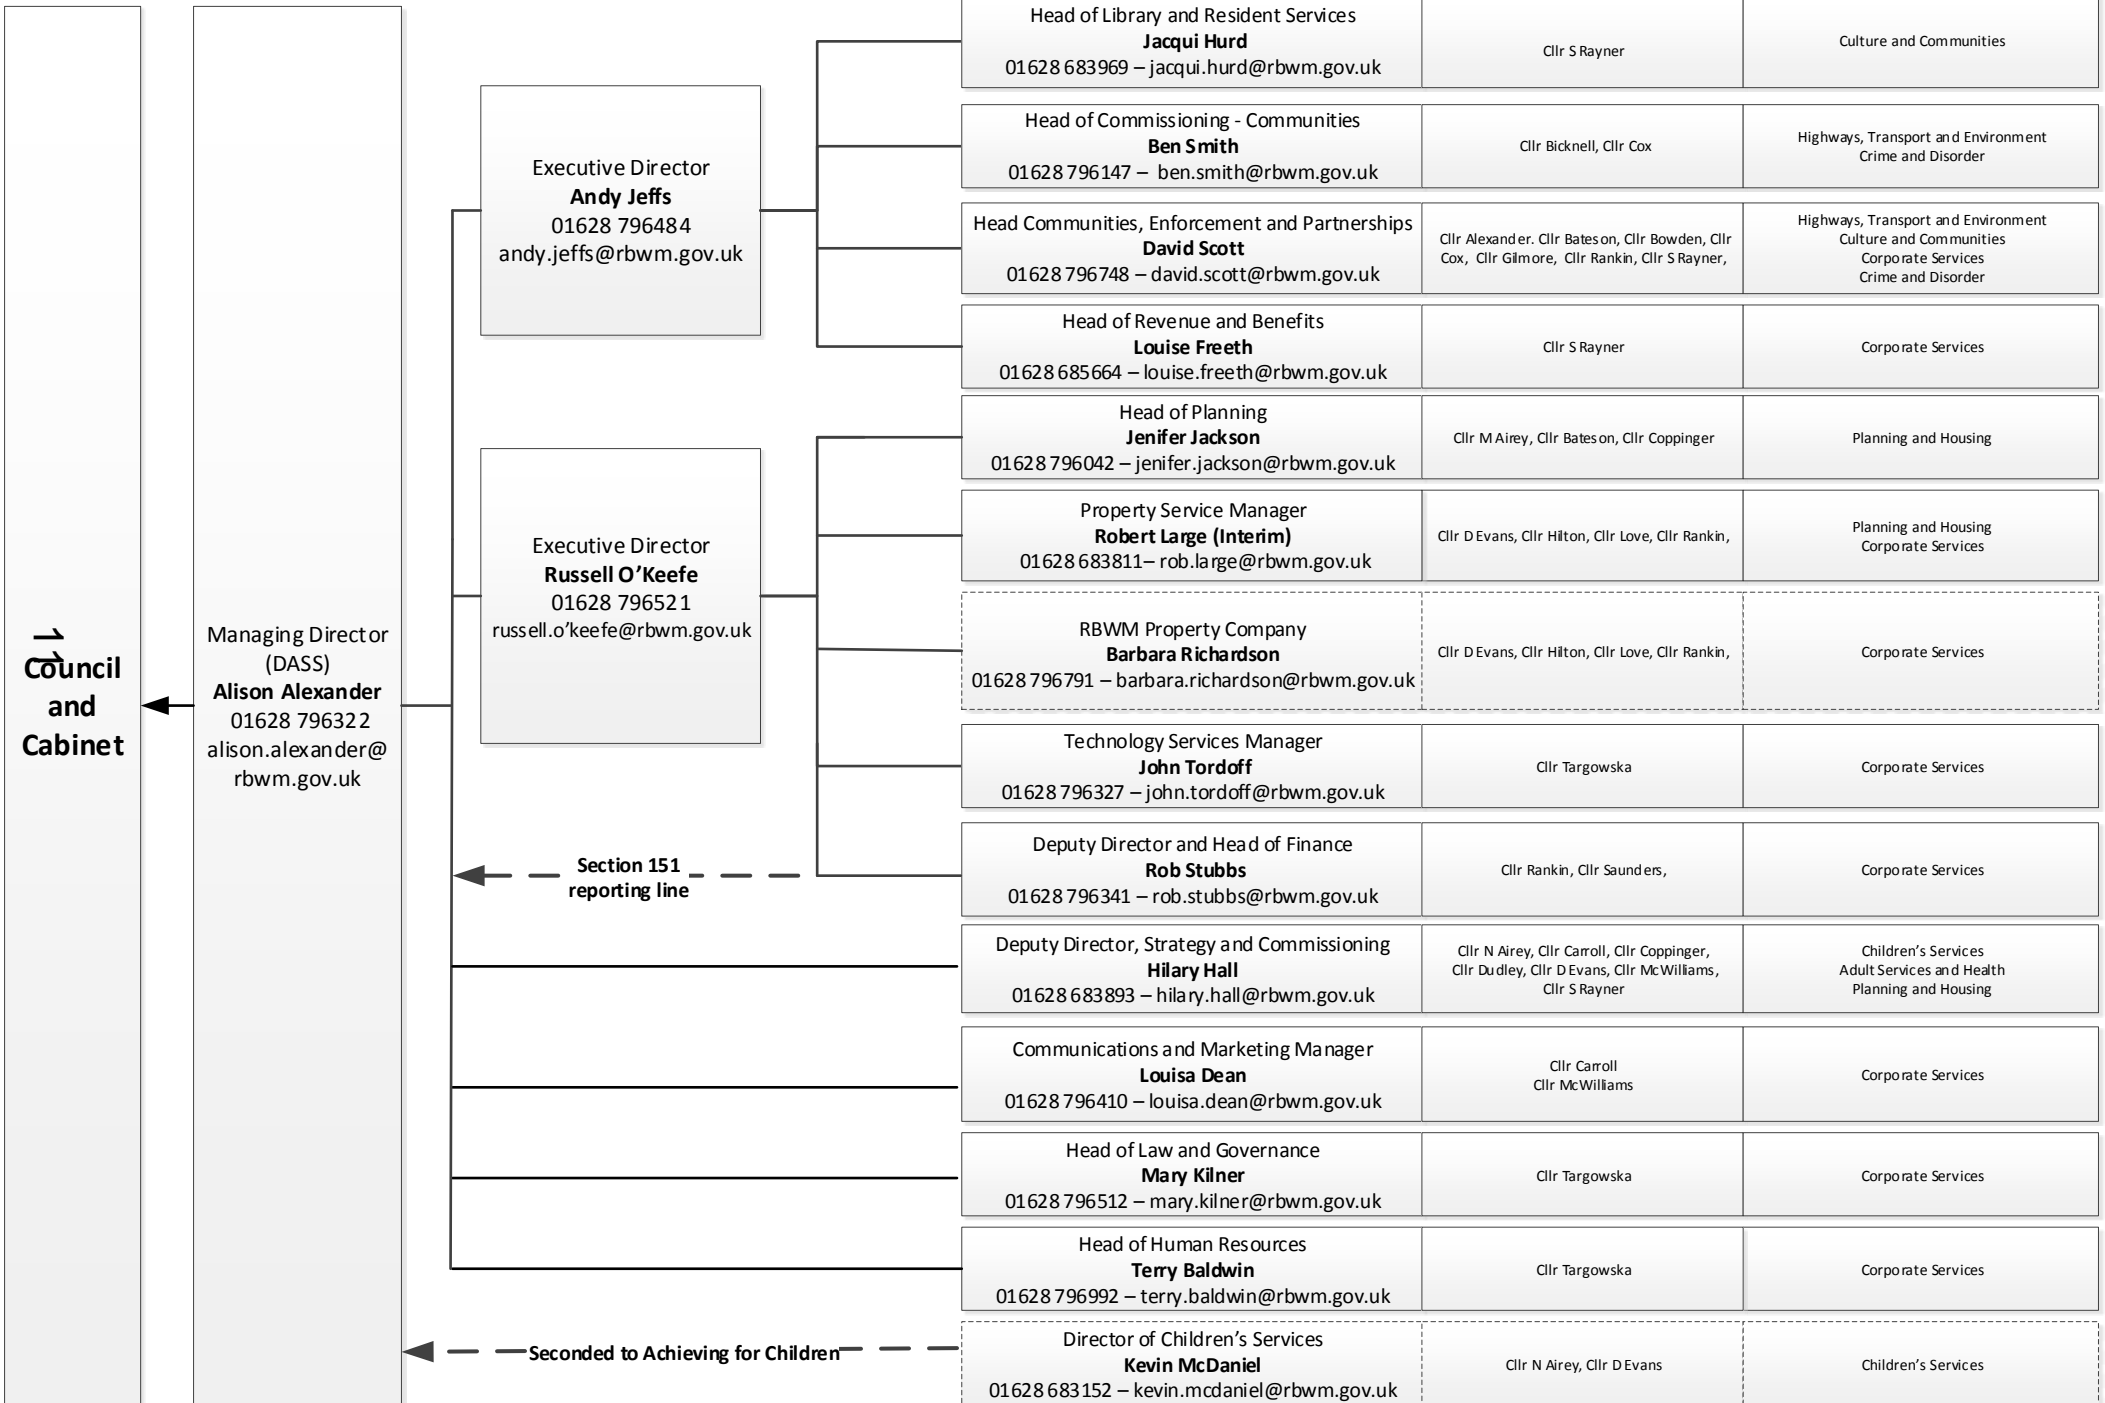 11
Council
and
Cabinet
Managing Director
(DASS)
Alison Alexander
01628 796322
alison.alexander@
rbwm.gov.uk
Executive Director
Andy Jeffs
01628 796484
andy.jeffs@rbwm.gov.uk
Executive Director
Russell O’Keefe
01628 796521
russell.o’keefe@rbwm.gov.uk
Section 151
reporting line
Seconded to Achieving for Children
Head of Library and Resident Services
Jacqui Hurd
01628 683969 – jacqui.hurd@rbwm.gov.uk
Cllr S Rayner
Culture and Communities
Head of Commissioning - Communities
Ben Smith
01628 796147 – ben.smith@rbwm.gov.uk
Cllr Bicknell, Cllr Cox
Highways, Transport and Environment
Crime and Disorder
Head Communities, Enforcement and Partnerships
David Scott
01628 796748 – david.scott@rbwm.gov.uk
Cllr Alexander. Cllr Bateson, Cllr Bowden, Cllr
Cox, Cllr Gilmore, Cllr Rankin, Cllr S Rayner,
Highways, Transport and Environment
Culture and Communities
Corporate Services
Crime and Disorder
Head of Revenue and Benefits
Louise Freeth
01628 685664 – louise.freeth@rbwm.gov.uk
Cllr S Rayner
Corporate Services
Head of Planning
Jenifer Jackson
01628 796042 – jenifer.jackson@rbwm.gov.uk
Cllr M Airey, Cllr Bateson, Cllr Coppinger
Planning and Housing
Property Service Manager
Robert Large (Interim)
01628 683811– rob.large@rbwm.gov.uk
Cllr D Evans, Cllr Hilton, Cllr Love, Cllr Rankin,
Planning and Housing
Corporate Services
RBWM Property Company
Barbara Richardson
01628 796791 – barbara.richardson@rbwm.gov.uk
Cllr D Evans, Cllr Hilton, Cllr Love, Cllr Rankin,
Corporate Services
Technology Services Manager
John Tordoff
01628 796327 – john.tordoff@rbwm.gov.uk
Cllr Targowska
Corporate Services
Deputy Director and Head of Finance
Rob Stubbs
01628 796341 – rob.stubbs@rbwm.gov.uk
Cllr Rankin, Cllr Saunders,
Corporate Services
Deputy Director, Strategy and Commissioning
Hilary Hall
01628 683893 – hilary.hall@rbwm.gov.uk
Cllr N Airey, Cllr Carroll, Cllr Coppinger,
Cllr Dudley, Cllr D Evans, Cllr McWilliams,
Cllr S Rayner
Children’s Services
Adult Services and Health
Planning and Housing
Communications and Marketing Manager
Louisa Dean
01628 796410 – louisa.dean@rbwm.gov.uk
Cllr Carroll
Cllr McWilliams
Corporate Services
Head of Law and Governance
Mary Kilner
01628 796512 – mary.kilner@rbwm.gov.uk
Cllr Targowska
Corporate Services
Head of Human Resources
Terry Baldwin
01628 796992 – terry.baldwin@rbwm.gov.uk
Cllr Targowska
Corporate Services
Director of Children’s Services
Kevin McDaniel
01628 683152 – kevin.mcdaniel@rbwm.gov.uk
Cllr N Airey, Cllr D Evans
Children’s Services